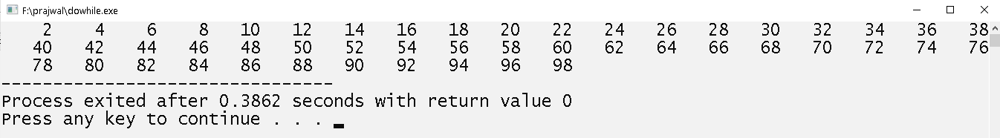 F:\prajwal\dowhile.exe
2 4 6 8 10 12 14 16 18 20 22 24 26 28 30 32 34 36 38
40 42 44 46 48 50 52 54 56 58 60 62 64 66 68 70 72 74 76
78 80 82 84 86 88 90 92 94 96 98
--------------------------------
Process exited after 0.3862 seconds with return value 0
Press any key to continue . . .